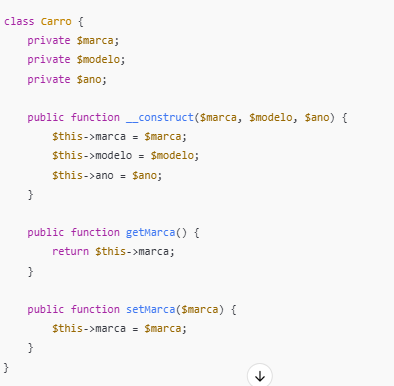 class Carro {
    private $marca;
    private $modelo;
    private $ano;

    public function __construct($marca, $modelo, $ano) {
        $this->marca = $marca;
        $this->modelo = $modelo;
        $this->ano = $ano;
    }

    public function getMarca() {
        return $this->marca;
    }

    public function setMarca($marca) {
        $this->marca = $marca;
    }
}